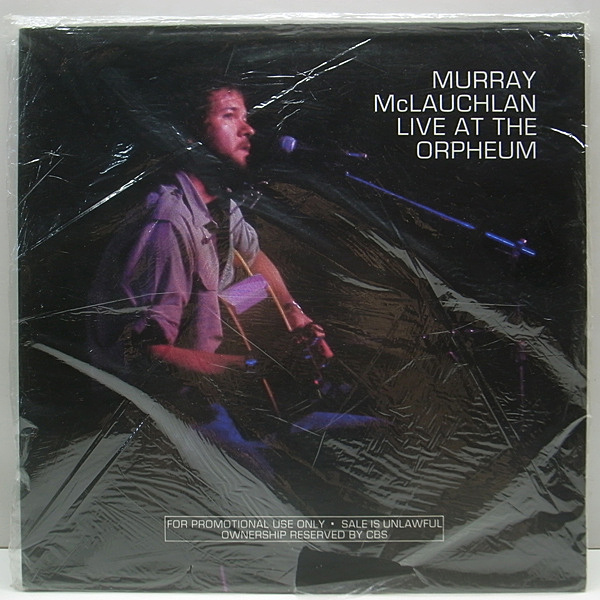 MURRAY
McLAUCHLAN
LIVE AT THE
ORPHEUM
FOR PROMOTIONAL USE ONLY • SALE IS UNLAWFUL
OWNERSHIP RESERVED BY CBS